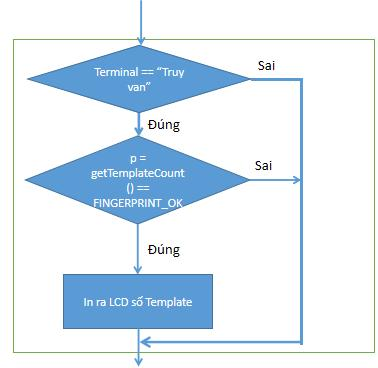 Terminal == “Truy
van”
Sai
Đúng
p =
getTemplateCount
() ==
FINGERPRINT_OK
Sai
Đúng
In ra LCD số Template